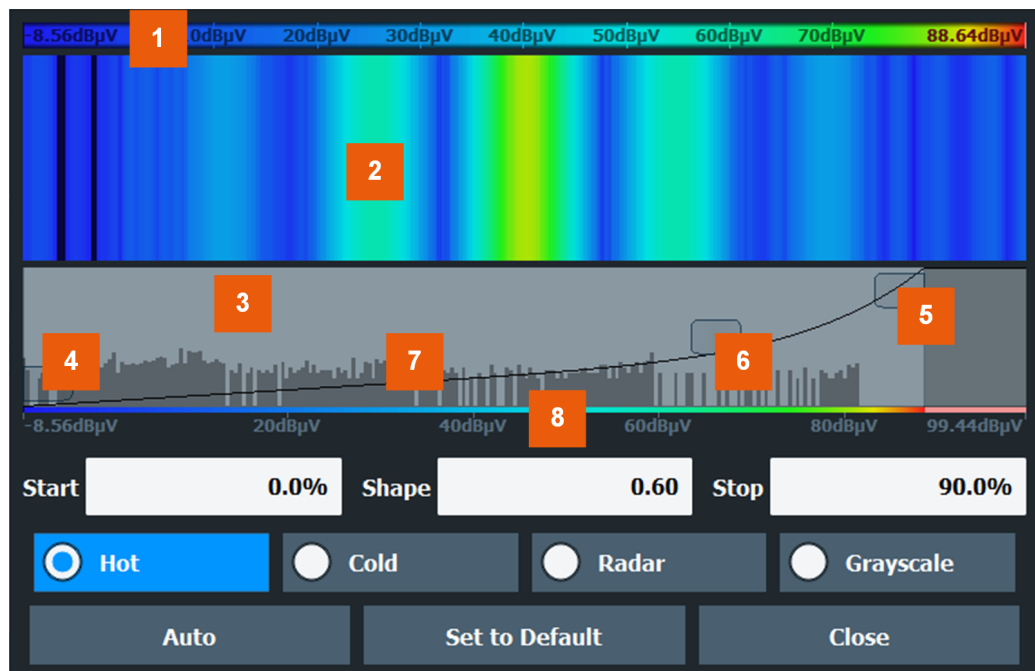 -8.56dBµV 1 0dBµV 20dBµV 30dBµV 40dBµV 50dBµV 60dBµV 70dBµV 88.64dBµV
2
3
4 7 6 5
8
-8.56dBµV 20dBµV 40dBµV 60dBµV 80dBµV 99.44dBµV
Start 0.0% Shape 0.60 Stop 90.0%
Hot Cold Radar Grayscale
Auto Set to Default Close